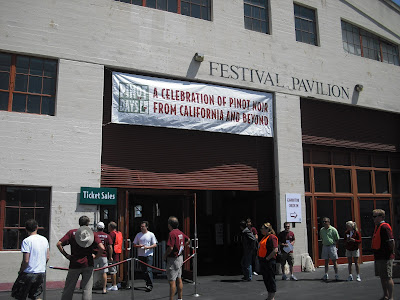 FESTIVAL PAVILION
PINOT
DAYS
A CELEBRATION OF PINOT NOIR
FROM CALIFORNIA AND BEYOND
Ticket Sales